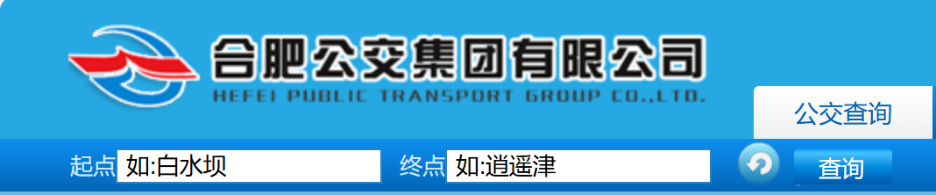 合肥公交集团有限公司
HEFEI PUBLIC TRANSPORT GROUP CO.,LTD.
公交查询
起点 如:白水坝 终点 如:逍遥津 查询